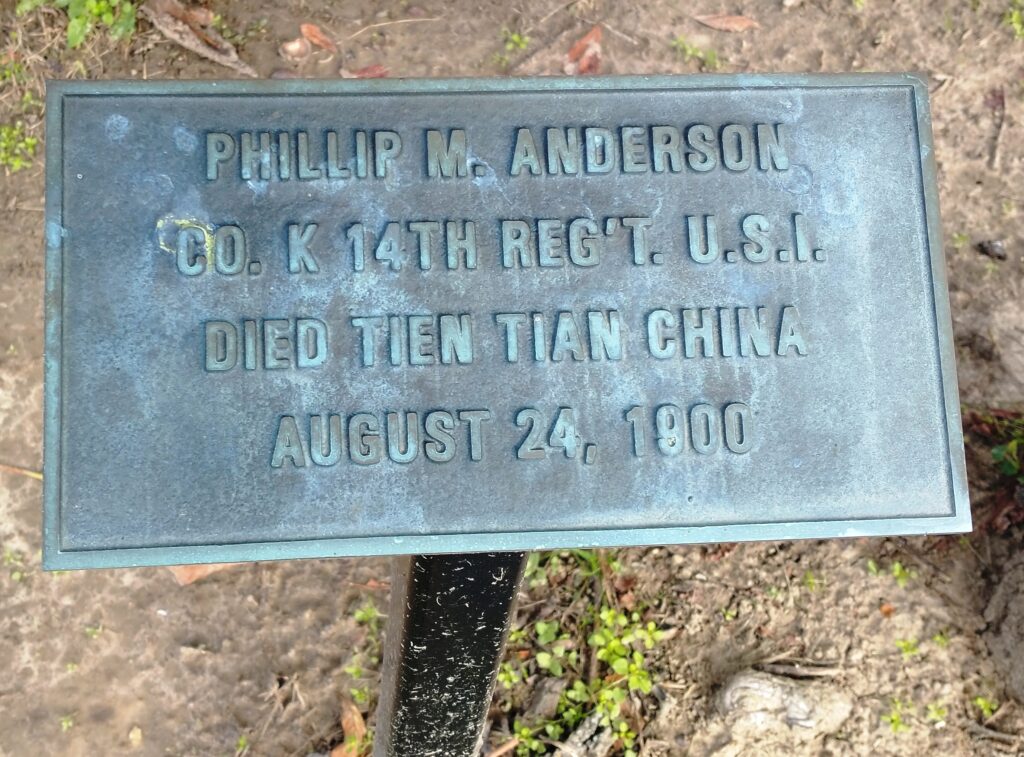 PHILLIP M. ANDERSON
CO. K 14TH REG'T. U.S.I.
DIED TIEN TIAN CHINA
AUGUST 24, 1900